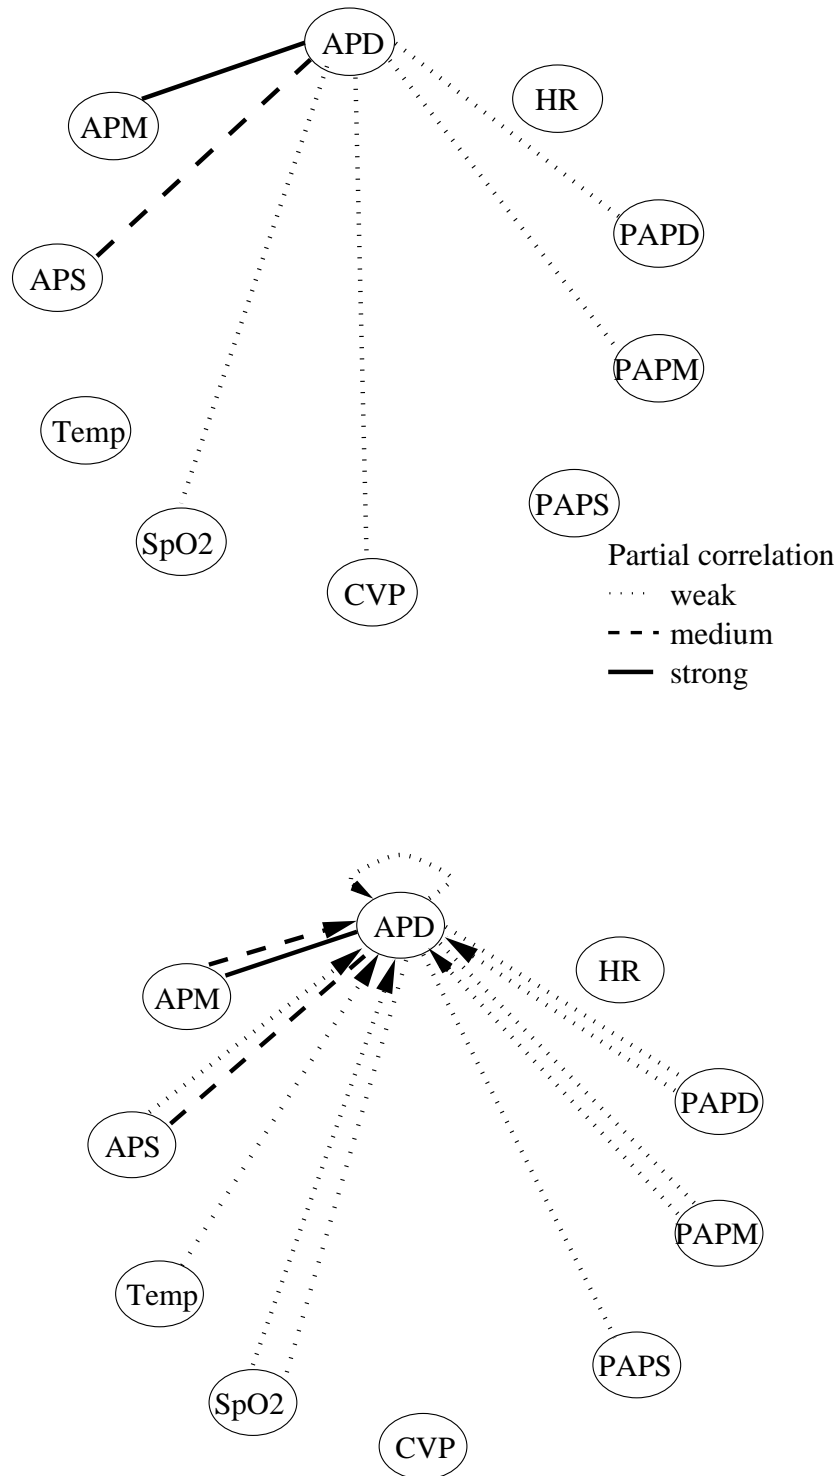 APD
HR
APM
PAPD
APS
PAPM
Temp
PAPS
SpO2
CVP
Partial correlation
weak
medium
strong
APD
HR
APM
PAPD
APS
PAPM
Temp
PAPS
SpO2
CVP